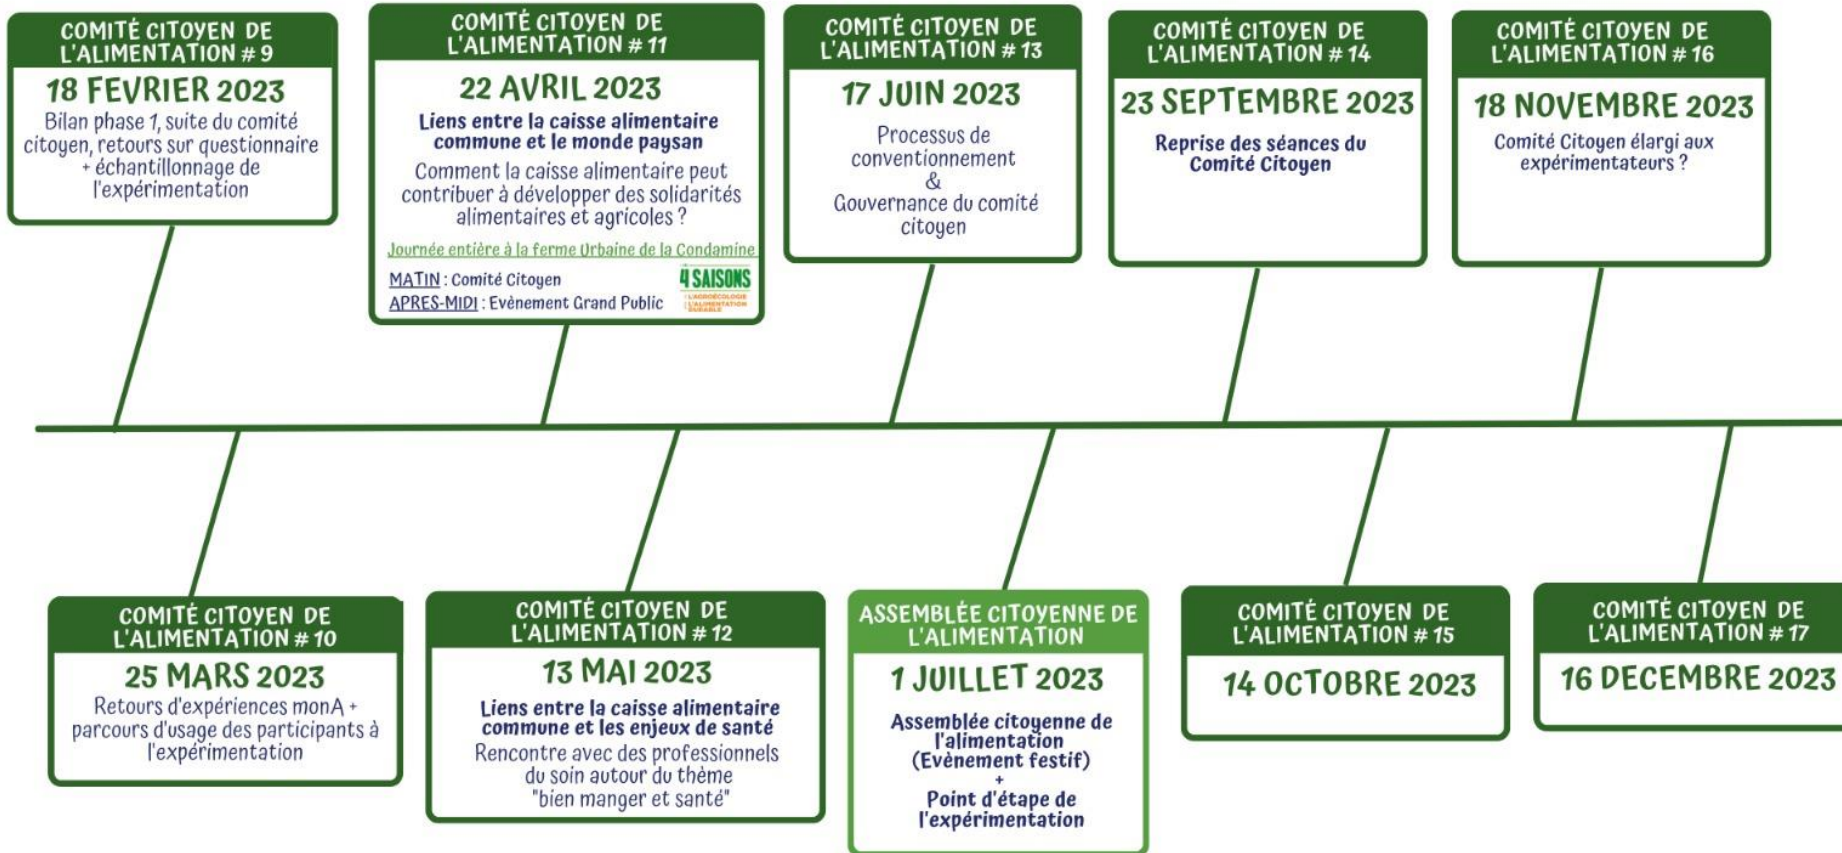 COMITÉ CITOYEN DE
L'ALIMENTATION # 9
18 FEVRIER 2023
Bilan phase 1, suite du comité
citoyen, retours sur questionnaire
+ échantillonnage de
l'expérimentation
COMITÉ CITOYEN DE
L'ALIMENTATION # 11
22 AVRIL 2023
Liens entre la caisse alimentaire
commune et le monde paysan
Comment la caisse alimentaire peut
contribuer à développer des solidarités
alimentaires et agricoles ?
Journée entière à la ferme Urbaine de la Condamine
MATIN : Comité Citoyen
APRES-MIDI : Evènement Grand Public
4 SAISONS
L'AGROÉCOLOGIE
L'ALIMENTATION
DURABLE
COMITÉ CITOYEN DE
L'ALIMENTATION # 13
17 JUIN 2023
Processus de
conventionnement
&
Gouvernance du comité
citoyen
COMITÉ CITOYEN DE
L'ALIMENTATION # 14
23 SEPTEMBRE 2023
Reprise des séances du
Comité Citoyen
COMITÉ CITOYEN DE
L'ALIMENTATION # 16
18 NOVEMBRE 2023
Comité Citoyen élargi aux
expérimentateurs ?
COMITÉ CITOYEN DE
L'ALIMENTATION # 10
25 MARS 2023
Retours d'expériences monA +
parcours d'usage des participants à
l'expérimentation
COMITÉ CITOYEN DE
L'ALIMENTATION # 12
13 MAI 2023
Liens entre la caisse alimentaire
commune et les enjeux de santé
Rencontre avec des professionnels
du soin autour du thème
"bien manger et santé"
ASSEMBLÉE CITOYENNE DE
L'ALIMENTATION
1 JUILLET 2023
Assemblée citoyenne de
l'alimentation
(Evènement festif)
+
Point d'étape de
l'expérimentation
COMITÉ CITOYEN DE
L'ALIMENTATION # 15
14 OCTOBRE 2023
COMITÉ CITOYEN DE
L'ALIMENTATION # 17
16 DECEMBRE 2023